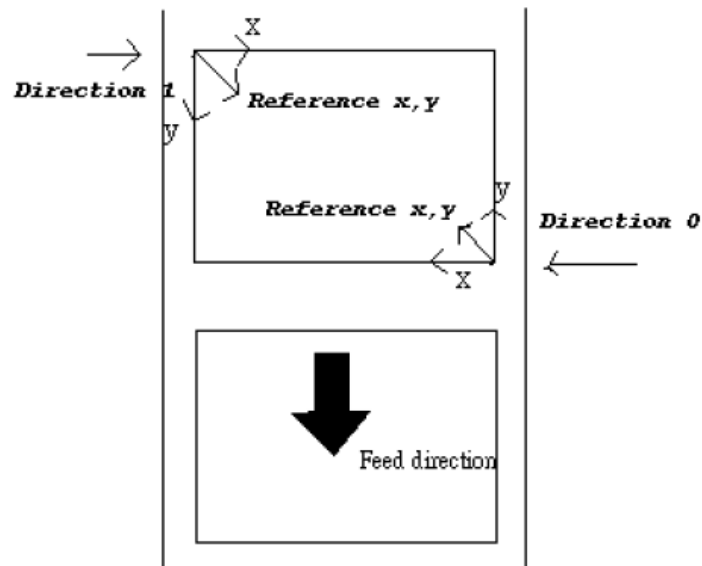 X
Direction 1
Reference x,y
y
y
Reference x,y
Direction 0
X
Feed direction